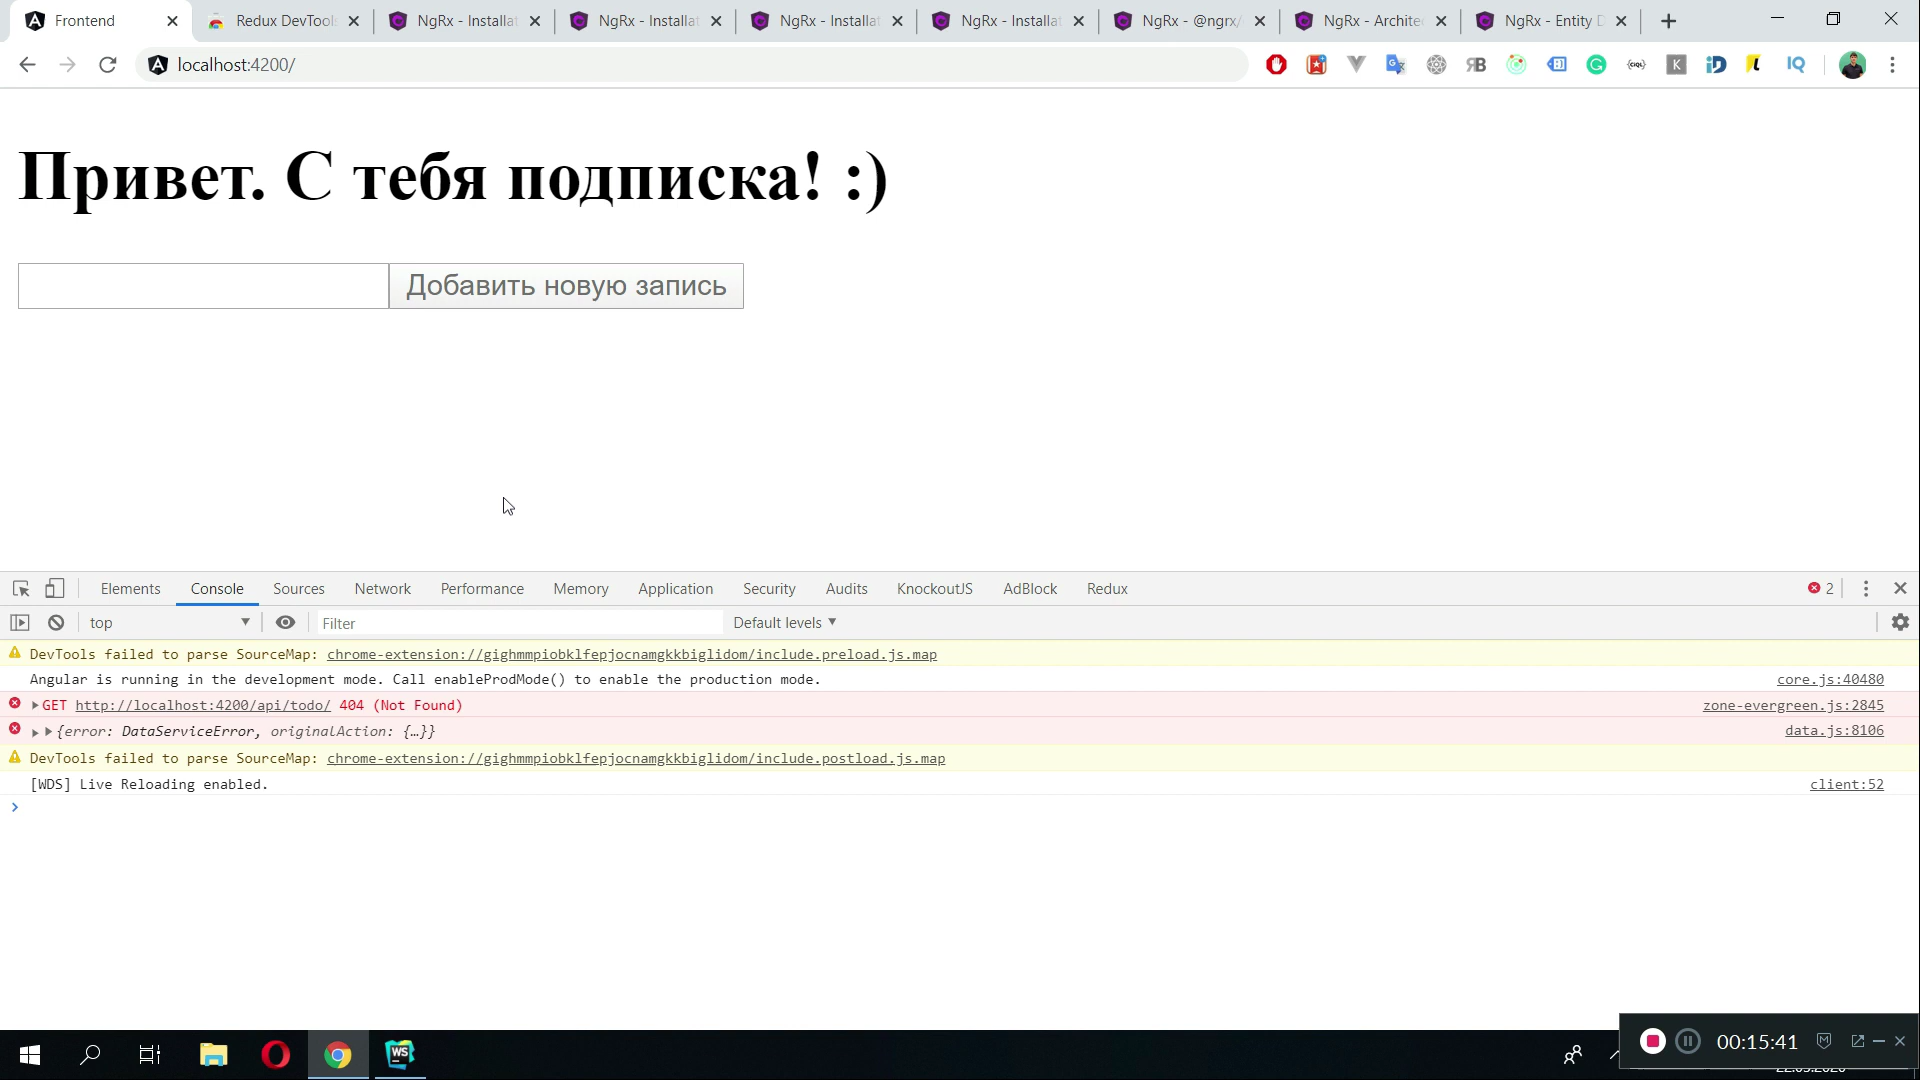 Frontend
Redux DevTools
NgRx - Installat
NgRx - Installat
NgRx - Installat
NgRx - Installat
NgRx - @ngrx/
NgRx - Architec
NgRx - Entity D
localhost:4200/
Привет. С тебя подписка! :)
Добавить новую запись
Elements Console Sources Network Performance Memory Application Security Audits KnockoutJS AdBlock Redux 2
top Filter Default levels
DevTools failed to parse SourceMap: chrome-extension://gighmmpiobklfepjocnamgkkbiglidom/include.preload.js.map
Angular is running in the development mode. Call enableProdMode() to enable the production mode. core.js:40480
GET http://localhost:4200/api/todo/ 404 (Not Found) zone-evergreen.js:2845
{error: DataServiceError, originalAction: {…}} data.js:8106
DevTools failed to parse SourceMap: chrome-extension://gighmmpiobklfepjocnamgkkbiglidom/include.postload.js.map
[WDS] Live Reloading enabled. client:52
WS
00:15:41